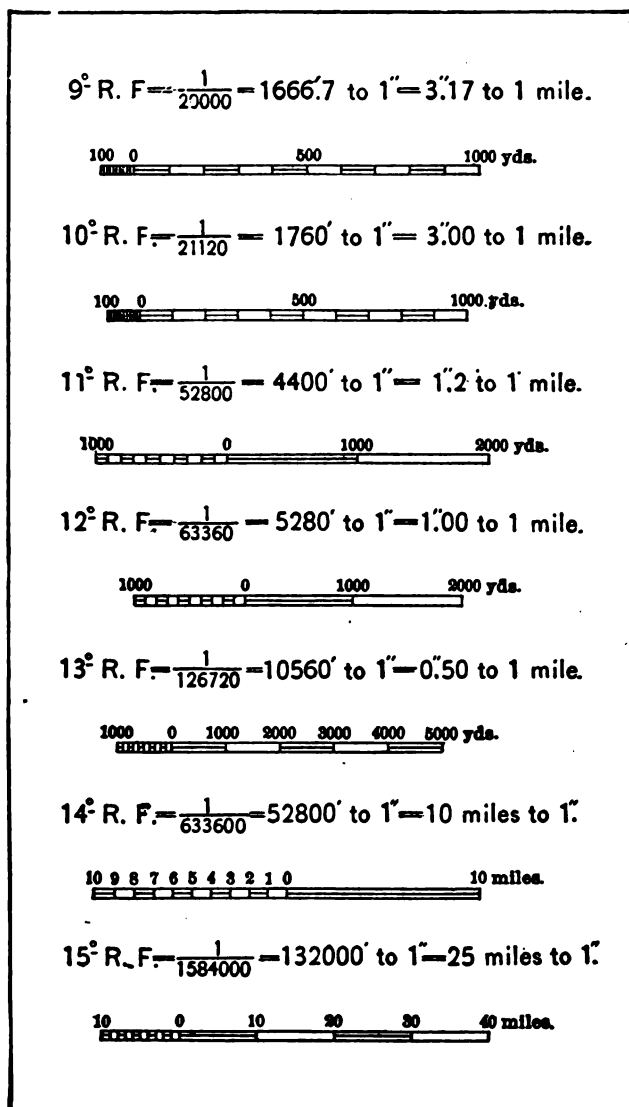 9° R. F= 1/20000 = 1666.'7 to 1" = 3."17 to 1 mile.
100 0 500 1000 yds.
10° R. F.= 1/21120 = 1760' to 1" = 3."00 to 1 mile.
100 0 500 1000 yds.
11° R. F.= 1/52800 = 4400' to 1" = 1."2 to 1 mile.
1000 0 1000 2000 yds.
12° R. F= 1/63360 = 5280' to 1"=1."00 to 1 mile.
1000 0 1000 2000 yds.
13° R. F.= 1/126720 =10560' to 1"=0."50 to 1 mile.
1000 0 1000 2000 3000 4000 5000 yds.
14° R. F.= 1/633600 =52800' to 1"=10 miles to 1".
10 9 8 7 6 5 4 3 2 1 0 10 miles.
15° R. F.= 1/1584000 =132000' to 1"=25 miles to 1".
10 0 10 20 30 40 miles.